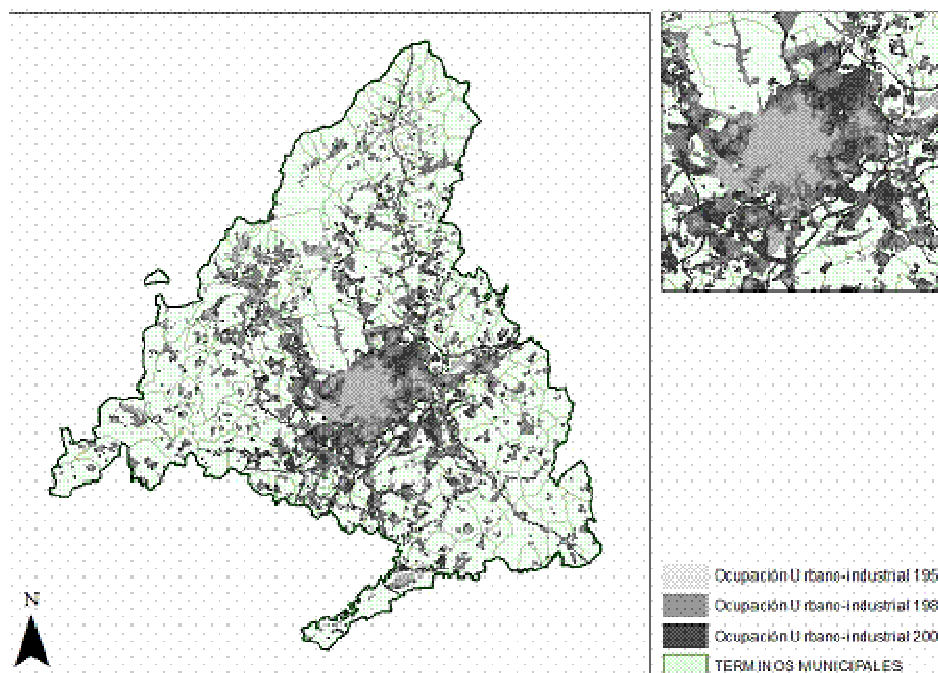 N
Ocupación Urbano-industrial 195
Ocupación Urbano-industrial 198
Ocupación Urbano-industrial 200
TERMINOS MUNICIPALES